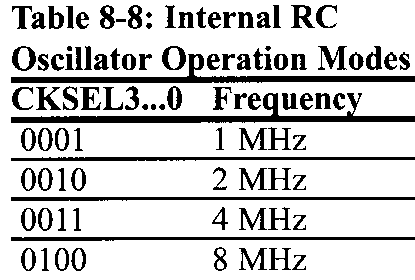 Table 8-8: Internal RC
Oscillator Operation Modes
CKSEL3...0 Frequency
0001 1 MHz
0010 2 MHz
0011 4 MHz
0100 8 MHz